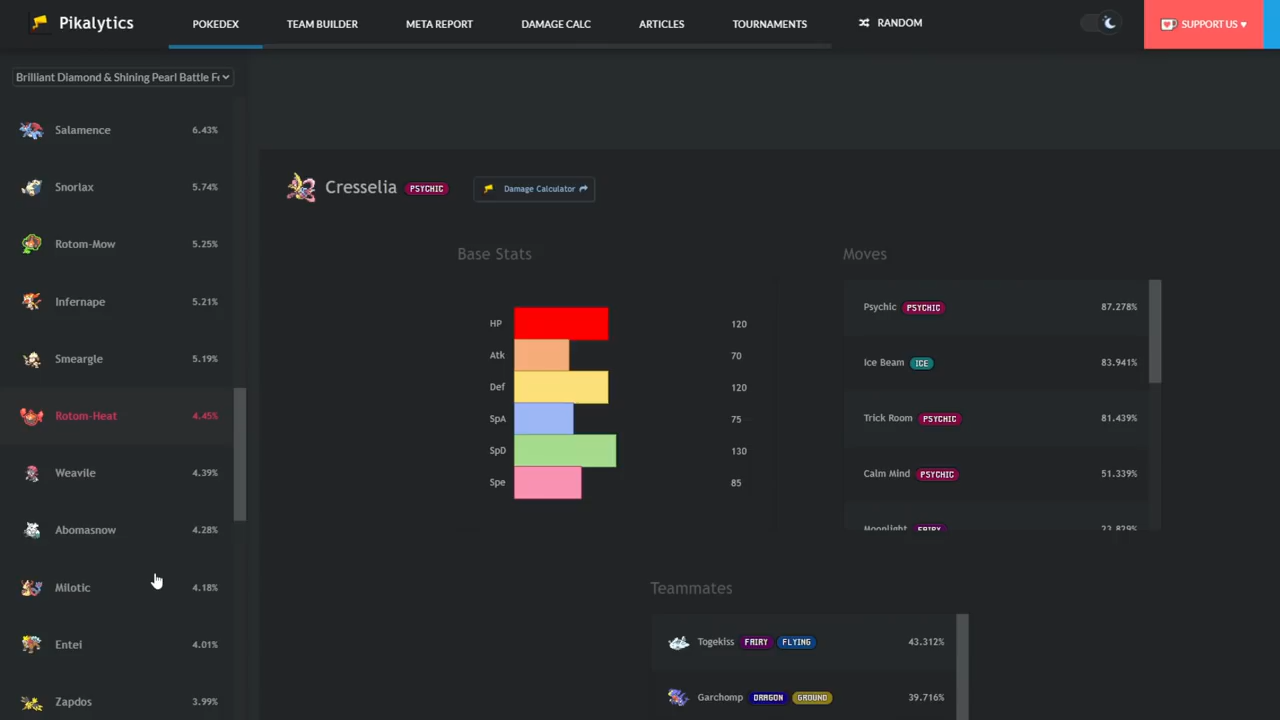 Pikalytics
POKEDEX
TEAM BUILDER
META REPORT
DAMAGE CALC
ARTICLES
TOURNAMENTS
RANDOM
SUPPORT US ♥
Brilliant Diamond & Shining Pearl Battle Fe
Salamence 6.43%
Snorlax 5.74%
Rotom-Mow 5.25%
Infernape 5.21%
Smeargle 5.19%
Rotom-Heat 4.45%
Weavile 4.39%
Abomasnow 4.28%
Milotic 4.18%
Entei 4.01%
Zapdos 3.99%
Cresselia PSYCHIC
Damage Calculator
Base Stats
HP 120
Atk 70
Def 120
SpA 75
SpD 130
Spe 85
Moves
Psychic PSYCHIC 87.278%
Ice Beam ICE 83.941%
Trick Room PSYCHIC 81.439%
Calm Mind PSYCHIC 51.339%
Moonlight FAIRY 23.829%
Teammates
Togekiss FAIRY FLYING 43.312%
Garchomp DRAGON GROUND 39.716%